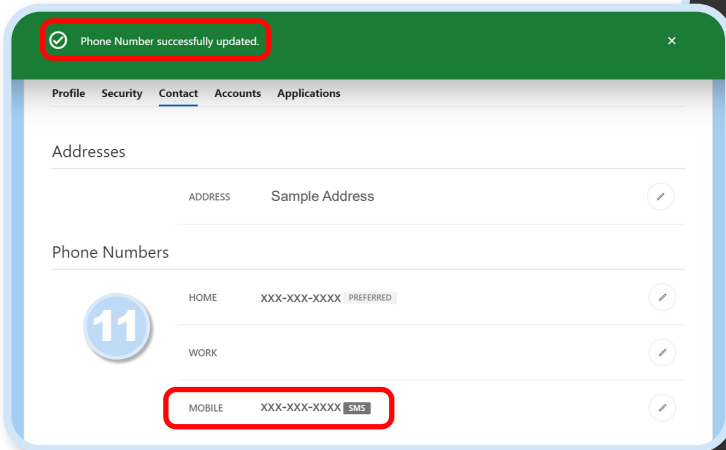 Phone Number successfully updated.
Profile Security Contact Accounts Applications
Addresses
ADDRESS Sample Address
Phone Numbers
11
HOME XXX-XXX-XXXX PREFERRED
WORK
MOBILE XXX-XXX-XXXX SMS